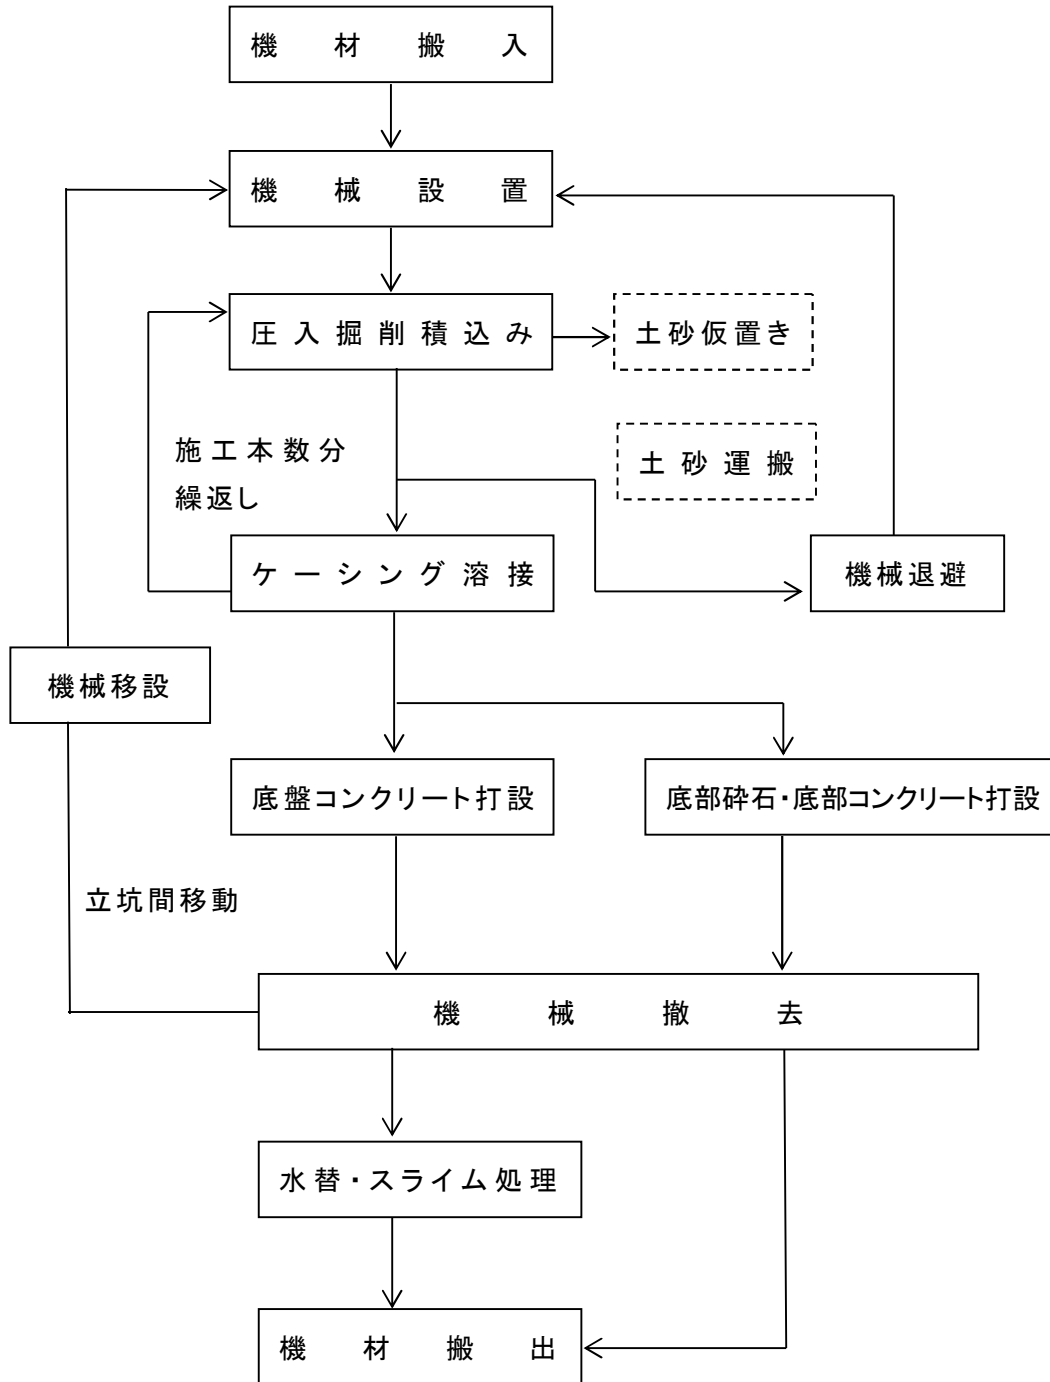 機材搬入
機械設置
圧入掘削積込み
土砂仮置き
施工本数分
繰返し
土砂運搬
ケーシング溶接
機械退避
機械移設
底盤コンクリート打設
底部砕石・底部コンクリート打設
立坑間移動
機械撤去
水替・スライム処理
機材搬出